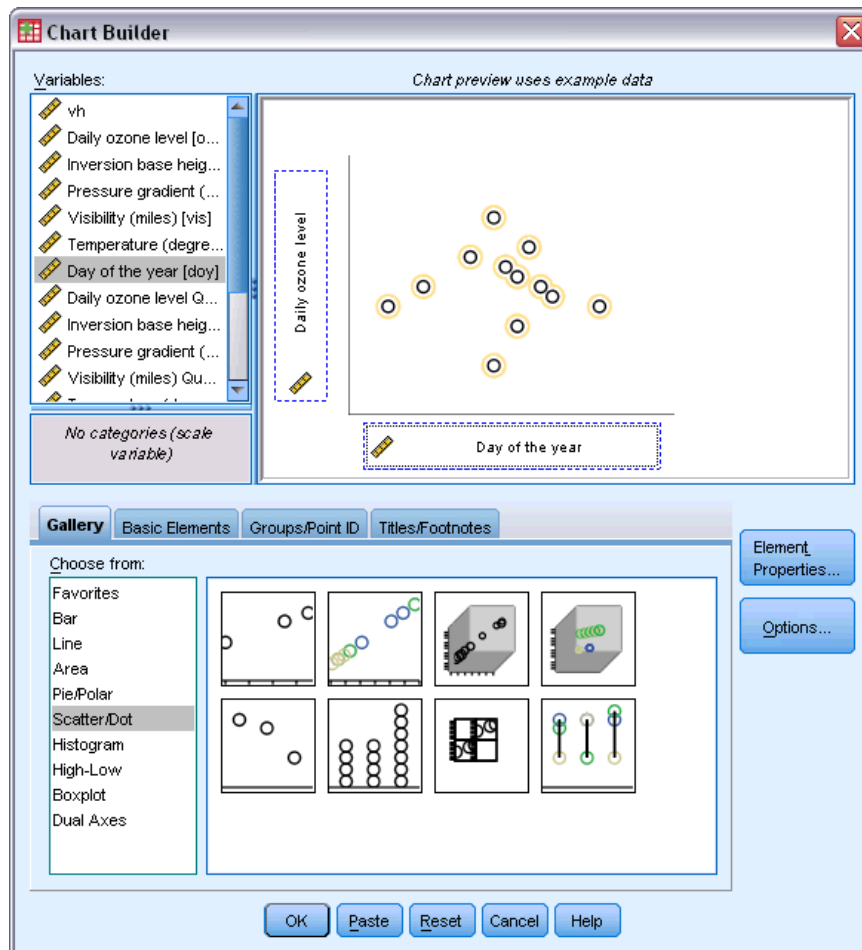 Chart Builder
Variables:
Chart preview uses example data
vh
Daily ozone level [o...
Inversion base heig...
Pressure gradient (...
Visibility (miles) [vis]
Temperature (degre...
Day of the year [doy]
Daily ozone level Q...
Inversion base heig...
Pressure gradient (...
Visibility (miles) Qu...
No categories (scale
variable)
Daily ozone level
Day of the year
Gallery
Basic Elements
Groups/Point ID
Titles/Footnotes
Choose from:
Favorites
Bar
Line
Area
Pie/Polar
Scatter/Dot
Histogram
High-Low
Boxplot
Dual Axes
Element
Properties...
Options...
OK
Paste
Reset
Cancel
Help